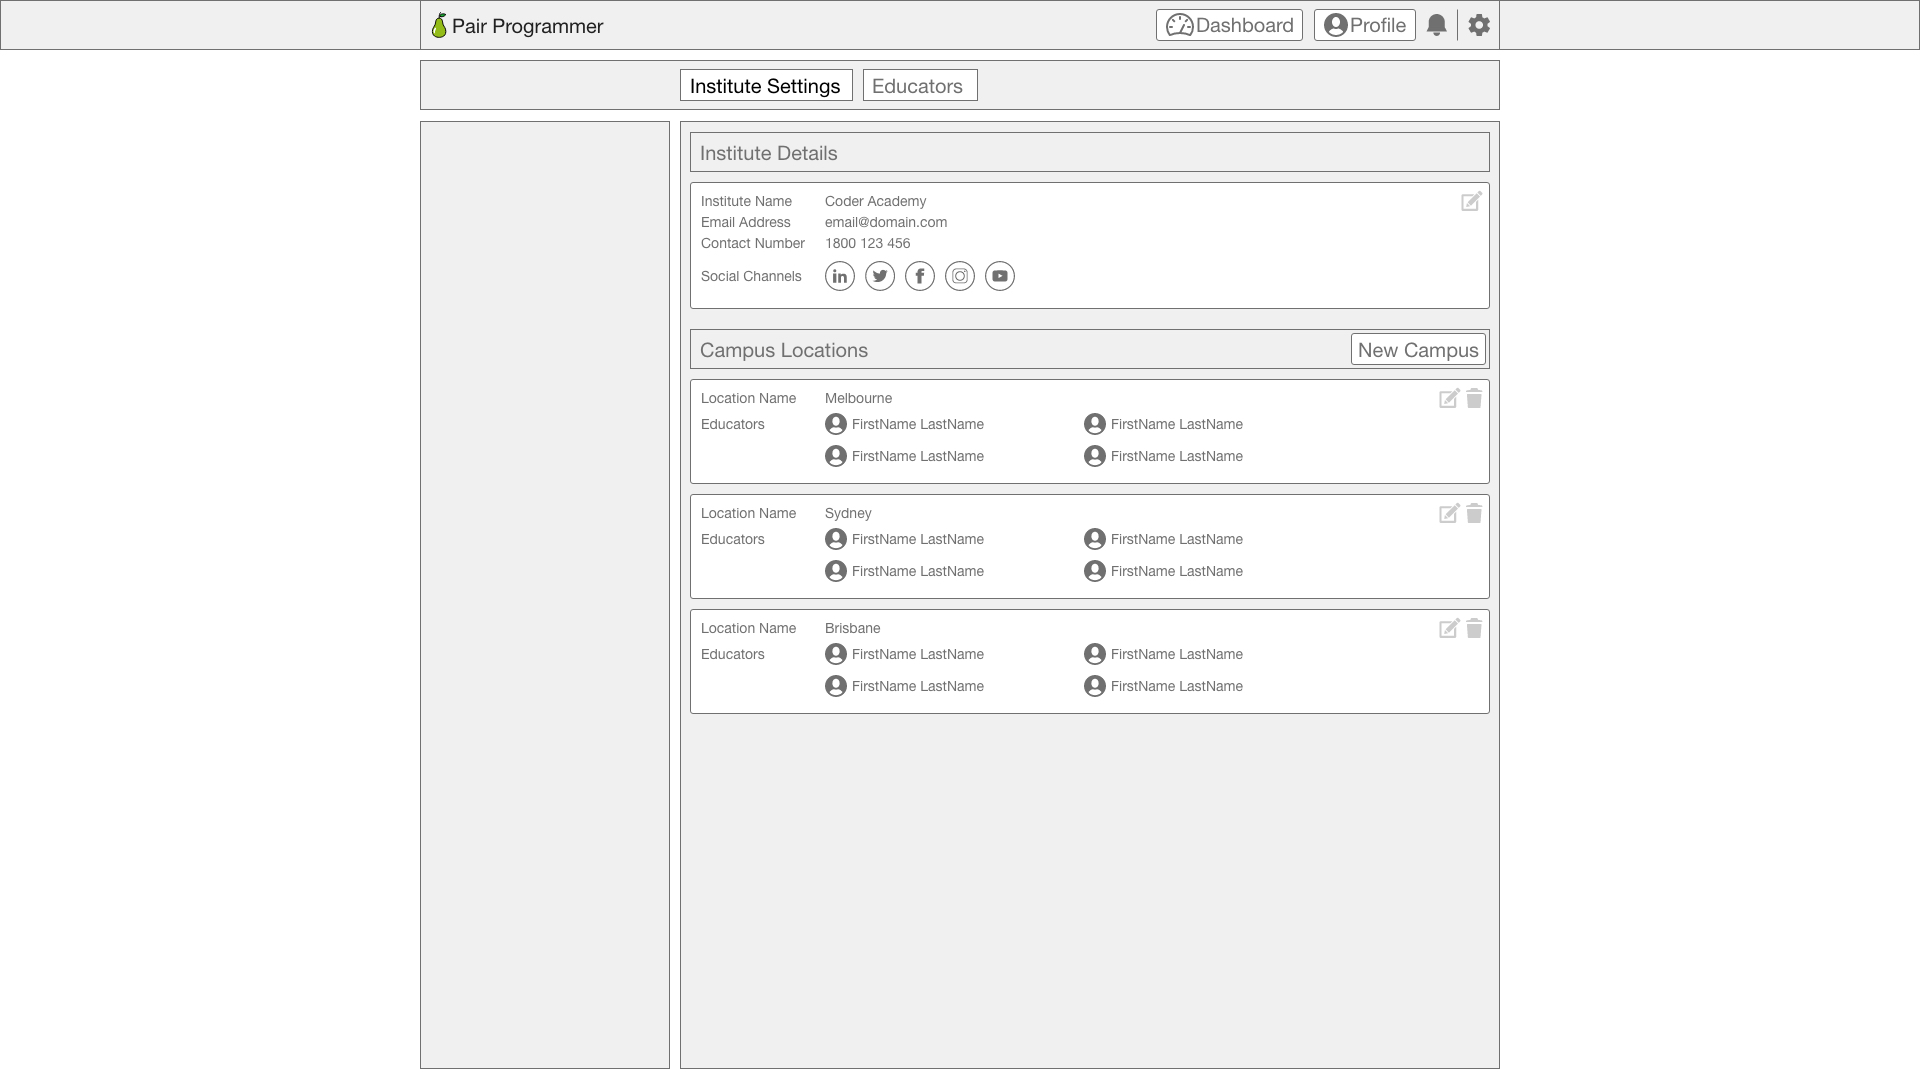 Pair Programmer
Dashboard
Profile
Institute Settings
Educators
Institute Details
Institute Name Coder Academy
Email Address email@domain.com
Contact Number 1800 123 456
Social Channels in f
Campus Locations
New Campus
Location Name Melbourne
Educators FirstName LastName FirstName LastName
FirstName LastName FirstName LastName
Location Name Sydney
Educators FirstName LastName FirstName LastName
FirstName LastName FirstName LastName
Location Name Brisbane
Educators FirstName LastName FirstName LastName
FirstName LastName FirstName LastName